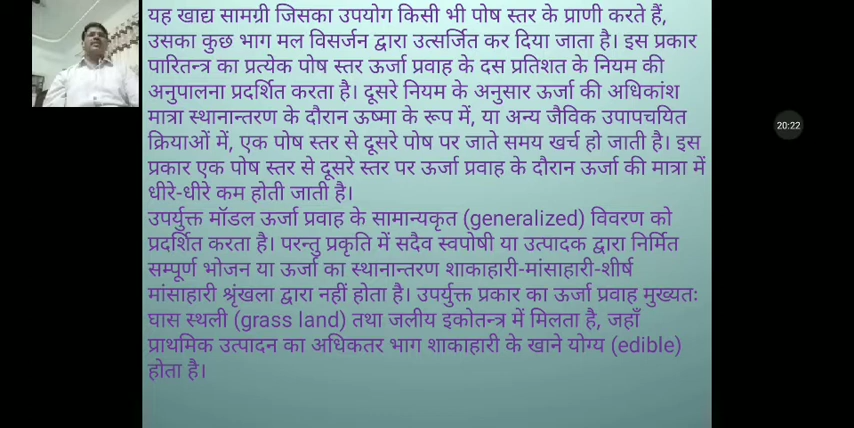 यह खाद्य सामग्री जिसका उपयोग किसी भी पोष स्तर के प्राणी करते हैं,
उसका कुछ भाग मल विसर्जन द्वारा उत्सर्जित कर दिया जाता है। इस प्रकार
पारितन्त्र का प्रत्येक पोष स्तर ऊर्जा प्रवाह के दस प्रतिशत के नियम की
अनुपालना प्रदर्शित करता है। दूसरे नियम के अनुसार ऊर्जा की अधिकांश
मात्रा स्थानान्तरण के दौरान ऊष्मा के रूप में, या अन्य जैविक उपापचयित
क्रियाओं में, एक पोष स्तर से दूसरे पोष पर जाते समय खर्च हो जाती है। इस
प्रकार एक पोष स्तर से दूसरे स्तर पर ऊर्जा प्रवाह के दौरान ऊर्जा की मात्रा में
धीरे-धीरे कम होती जाती है।
उपर्युक्त मॉडल ऊर्जा प्रवाह के सामान्यकृत (generalized) विवरण को
प्रदर्शित करता है। परन्तु प्रकृति में सदैव स्वपोषी या उत्पादक द्वारा निर्मित
सम्पूर्ण भोजन या ऊर्जा का स्थानान्तरण शाकाहारी-मांसाहारी-शीर्ष
मांसाहारी श्रृंखला द्वारा नहीं होता है। उपर्युक्त प्रकार का ऊर्जा प्रवाह मुख्यतः
घास स्थली (grass land) तथा जलीय इकोतन्त्र में मिलता है, जहाँ
प्राथमिक उत्पादन का अधिकतर भाग शाकाहारी के खाने योग्य (edible)
होता है।
20:22